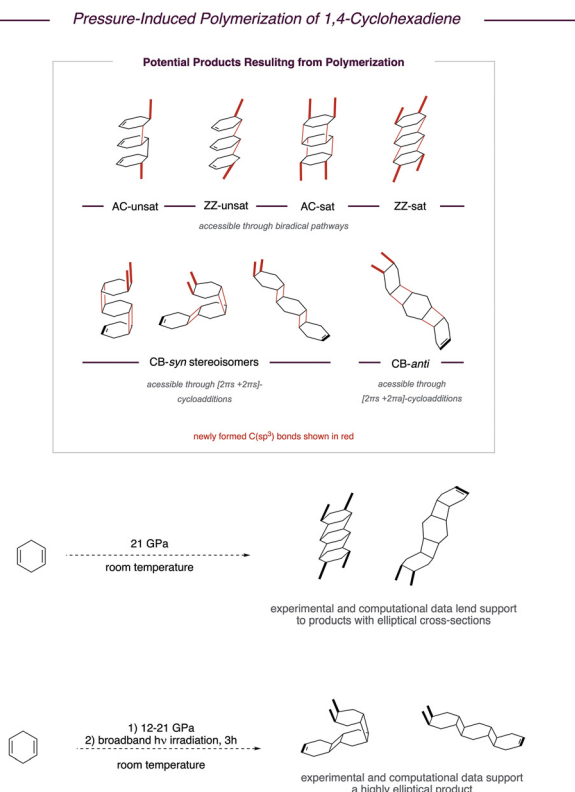 Pressure-Induced Polymerization of 1,4-Cyclohexadiene
Potential Products Resulitng from Polymerization
AC-unsat
ZZ-unsat
AC-sat
ZZ-sat
accessible through biradical pathways
CB-syn stereoisomers
CB-anti
acessible through [2πs +2πs]-
cycloadditions
acessible through
[2πs +2πa]-cycloadditions
newly formed C(sp³) bonds shown in red
21 GPa
room temperature
experimental and computational data lend support
to products with elliptical cross-sections
1) 12-21 GPa
2) broadband hν irradiation, 3h
room temperature
experimental and computational data support
a highly elliptical product